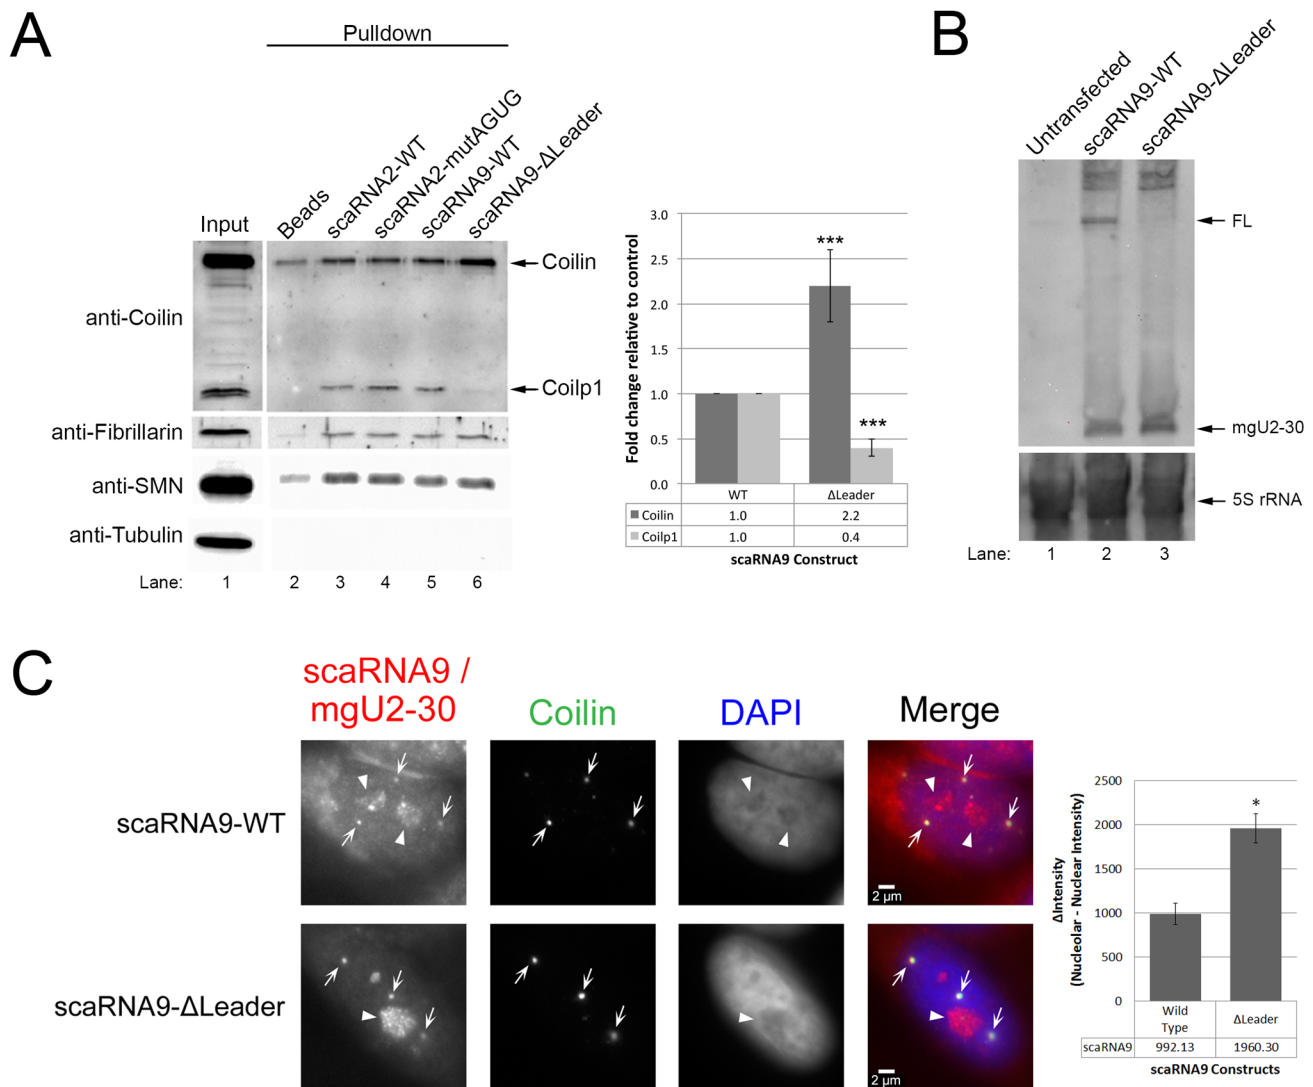 A
Pulldown
Input
Beads
scaRNA2-WT
scaRNA2-mutAGUG
scaRNA9-WT
scaRNA9-ΔLeader
anti-Coilin
Coilin
Coilp1
anti-Fibrillarin
anti-SMN
anti-Tubulin
Lane: 1 2 3 4 5 6
Fold change relative to control
3.0
2.5
2.0
1.5
1.0
0.5
0.0
***
***
WT ΔLeader
Coilin 1.0 2.2
Coilp1 1.0 0.4
scaRNA9 Construct
B
Untransfected
scaRNA9-WT
scaRNA9-ΔLeader
FL
mgU2-30
5S rRNA
Lane: 1 2 3
C
scaRNA9 /
mgU2-30
Coilin
DAPI
Merge
scaRNA9-WT
2 µm
scaRNA9-ΔLeader
2 µm
ΔIntensity
(Nucleolar - Nuclear Intensity)
2500
2000
1500
1000
500
0
*
Wild
Type
ΔLeader
scaRNA9 992.13 1960.30
scaRNA9 Constructs